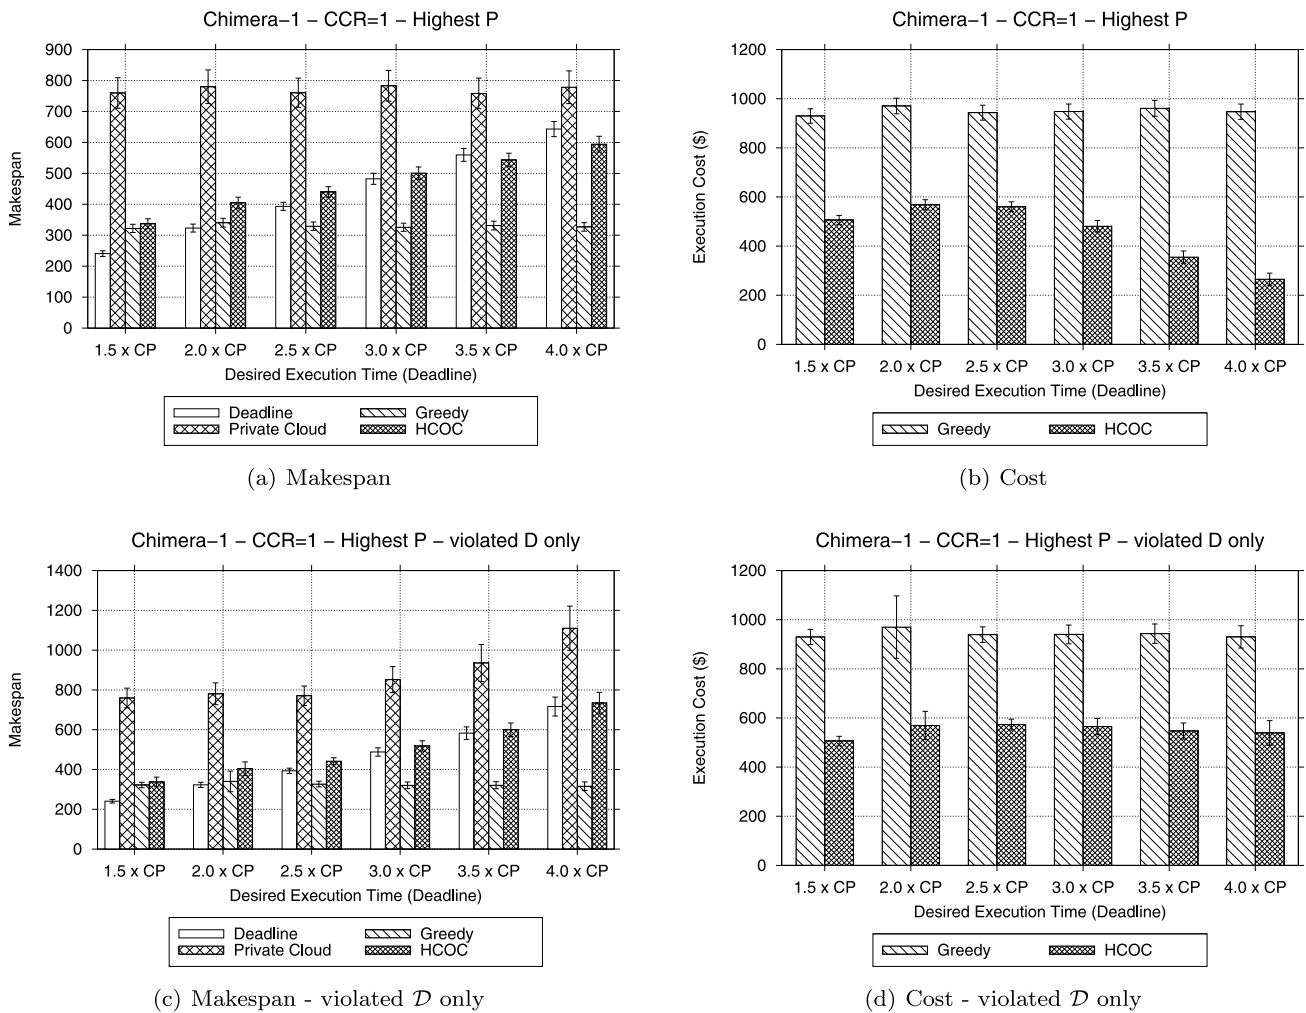 Chimera−1 − CCR=1 − Highest P
Makespan
900
800
700
600
500
400
300
200
100
0
1.5 x CP 2.0 x CP 2.5 x CP 3.0 x CP 3.5 x CP 4.0 x CP
Desired Execution Time (Deadline)
Deadline Greedy
Private Cloud HCOC
(a) Makespan
Chimera−1 − CCR=1 − Highest P
Execution Cost ($)
1200
1000
800
600
400
200
0
1.5 x CP 2.0 x CP 2.5 x CP 3.0 x CP 3.5 x CP 4.0 x CP
Desired Execution Time (Deadline)
Greedy HCOC
(b) Cost
Chimera−1 − CCR=1 − Highest P − violated D only
Makespan
1400
1200
1000
800
600
400
200
0
1.5 x CP 2.0 x CP 2.5 x CP 3.0 x CP 3.5 x CP 4.0 x CP
Desired Execution Time (Deadline)
Deadline Greedy
Private Cloud HCOC
(c) Makespan - violated 𝒟 only
Chimera−1 − CCR=1 − Highest P − violated D only
Execution Cost ($)
1200
1000
800
600
400
200
0
1.5 x CP 2.0 x CP 2.5 x CP 3.0 x CP 3.5 x CP 4.0 x CP
Desired Execution Time (Deadline)
Greedy HCOC
(d) Cost - violated 𝒟 only